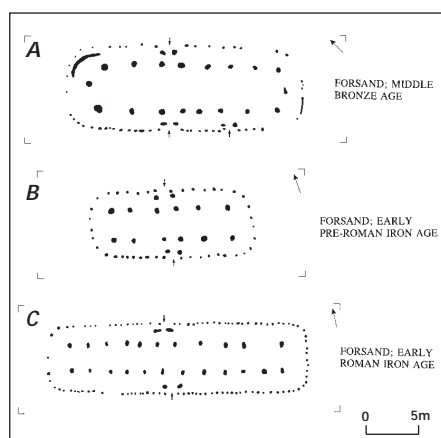 A
FORSAND; MIDDLE
BRONZE AGE
B
FORSAND; EARLY
PRE-ROMAN IRON AGE
C
FORSAND; EARLY
ROMAN IRON AGE
0 5m